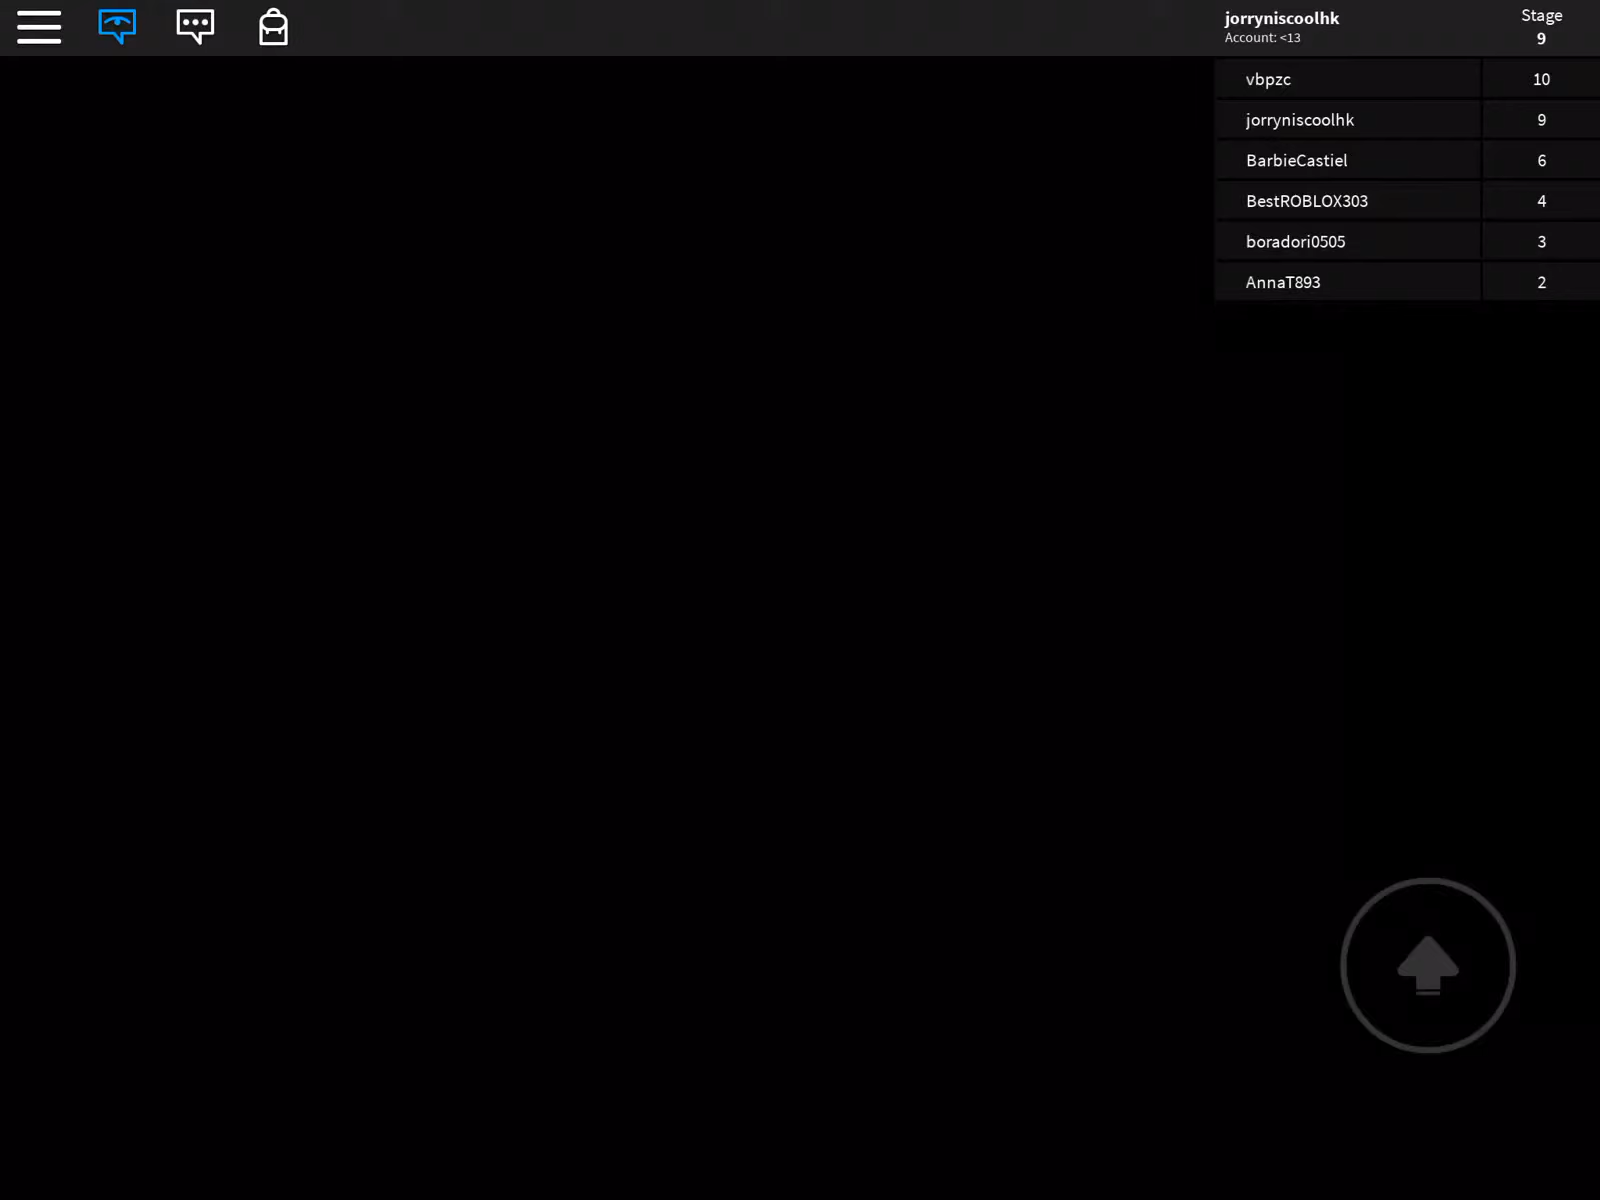 jorryniscoolhk Stage
Account: <13 9
vbpzc 10
jorryniscoolhk 9
BarbieCastiel 6
BestROBLOX303 4
boradori0505 3
AnnaT893 2